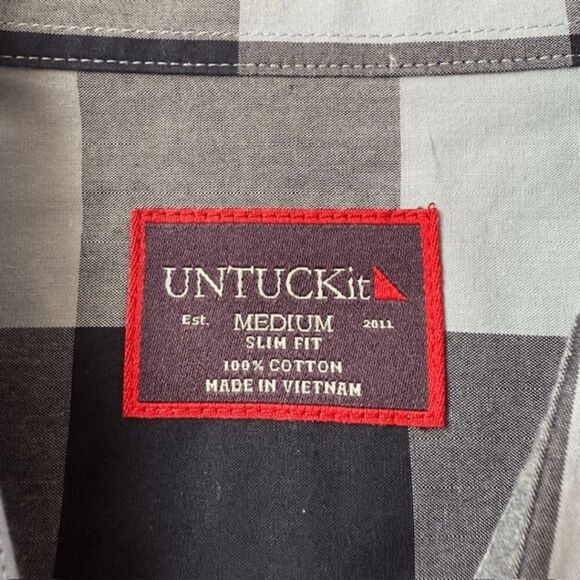 UNTUCKit
Est. MEDIUM 2011
SLIM FIT
100% COTTON
MADE IN VIETNAM